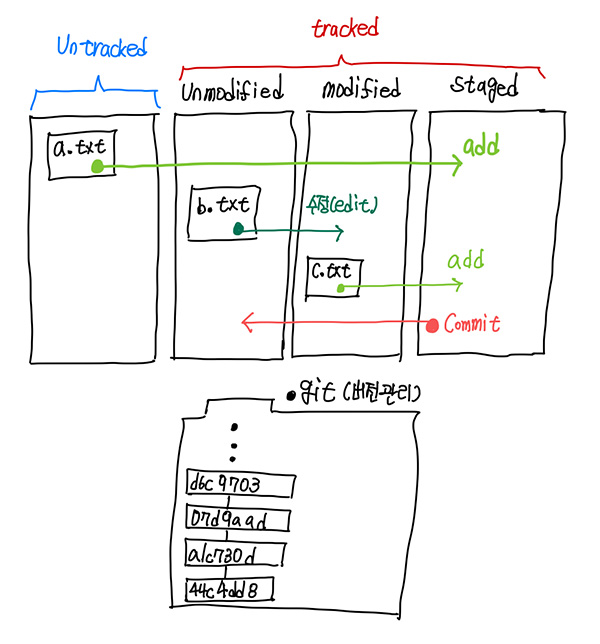 tracked
Untracked
Unmodified
modified
staged
a.txt
add
b.txt
수정(edit)
c.txt
add
Commit
.git (버전관리)
d6c9703
07d9aad
a1c730d
44c4dd8